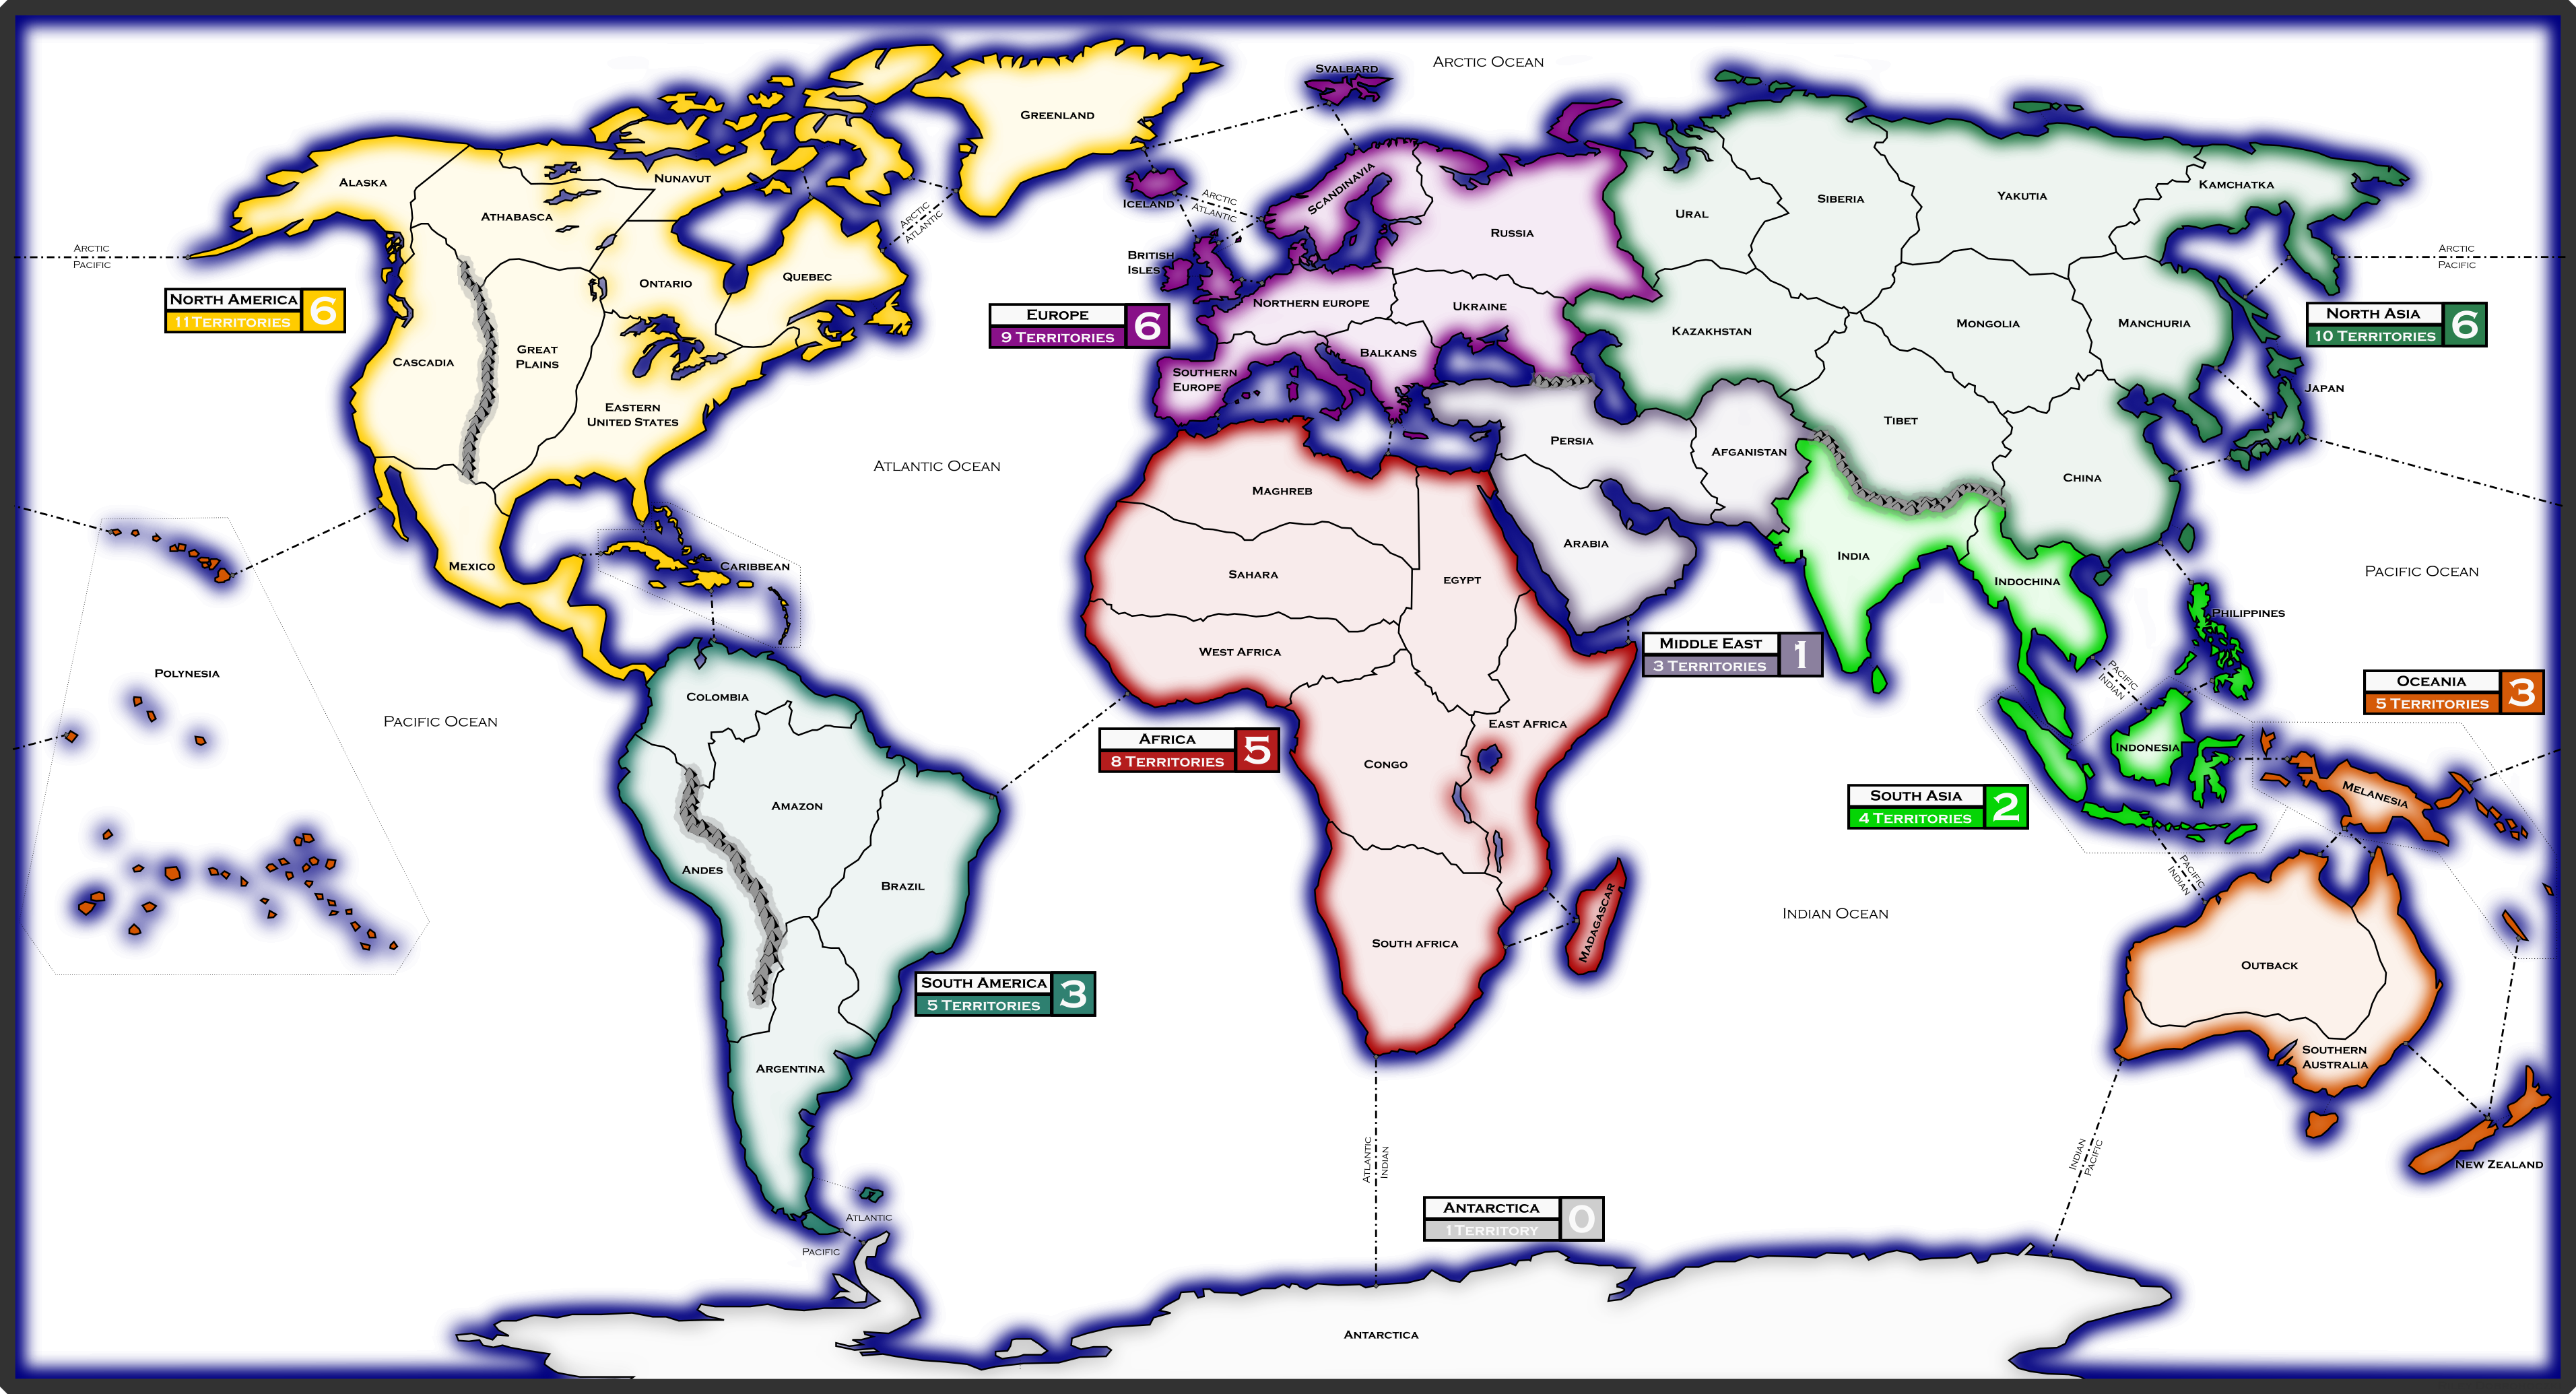 Svalbard
Arctic Ocean
Greenland
Alaska
Nunavut
Athabasca
Arctic
Atlantic
Iceland
Arctic
Atlantic
Scandinavia
Ural
Siberia
Yakutia
Kamchatka
Russia
Arctic
Pacific
Arctic
Pacific
British
Isles
Ontario
Quebec
North America
11 Territories
6
Europe
9 Territories
6
Northern Europe
Ukraine
Kazakhstan
Mongolia
Manchuria
North Asia
10 Territories
6
Cascadia
Great
Plains
Balkans
Southern
Europe
Japan
Eastern
United States
Tibet
Persia
Afganistan
Atlantic Ocean
China
Maghreb
Arabia
India
Mexico
Caribbean
Sahara
Egypt
Indochina
Pacific Ocean
Philippines
Polynesia
West Africa
Middle East
3 Territories
1
Pacific
Indian
Oceania
5 Territories
3
Colombia
Pacific Ocean
East Africa
Africa
8 Territories
5
Congo
Indonesia
Melanesia
Amazon
South Asia
4 Territories
2
Andes
Brazil
Pacific
Indian
Indian Ocean
Madagascar
South Africa
Outback
South America
5 Territories
3
Argentina
Southern
Australia
Atlantic
Indian
Indian
Pacific
New Zealand
Atlantic
Pacific
Antarctica
1 Territory
0
Antarctica